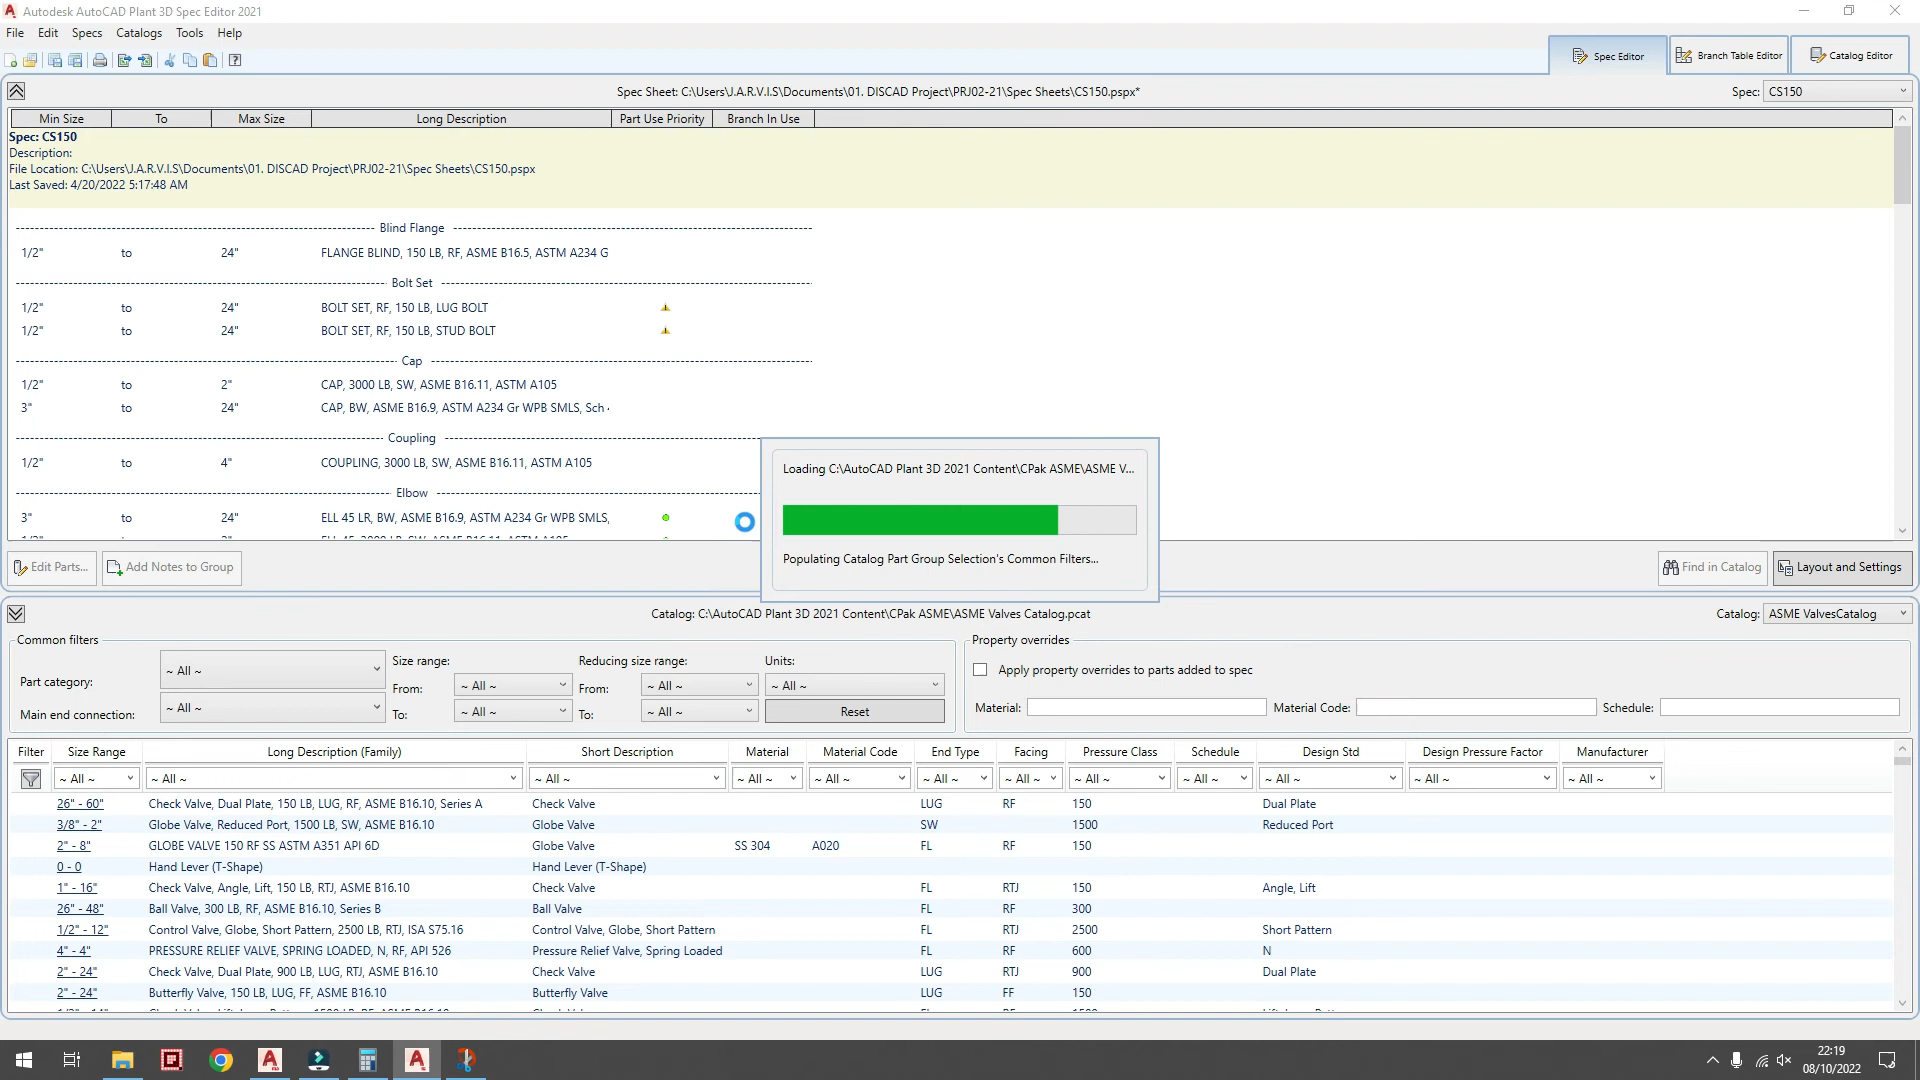 Autodesk AutoCAD Plant 3D Spec Editor 2021
File Edit Specs Catalogs Tools Help
Spec Editor Branch Table Editor Catalog Editor
Spec Sheet: C:\Users\J.A.R.V.I.S\Documents\01. DISCAD Project\PRJ02-21\Spec Sheets\CS150.pspx* Spec: CS150
Min Size To Max Size Long Description Part Use Priority Branch In Use
Spec: CS150
Description:
File Location: C:\Users\J.A.R.V.I.S\Documents\01. DISCAD Project\PRJ02-21\Spec Sheets\CS150.pspx
Last Saved: 4/20/2022 5:17:48 AM
Blind Flange
1/2" to 24" FLANGE BLIND, 150 LB, RF, ASME B16.5, ASTM A234 G
Bolt Set
1/2" to 24" BOLT SET, RF, 150 LB, LUG BOLT
1/2" to 24" BOLT SET, RF, 150 LB, STUD BOLT
Cap
1/2" to 2" CAP, 3000 LB, SW, ASME B16.11, ASTM A105
3" to 24" CAP, BW, ASME B16.9, ASTM A234 Gr WPB SMLS, Sch
Coupling
1/2" to 4" COUPLING, 3000 LB, SW, ASME B16.11, ASTM A105
Elbow
3" to 24" ELL 45 LR, BW, ASME B16.9, ASTM A234 Gr WPB SMLS,
Loading C:\AutoCAD Plant 3D 2021 Content\CPak ASME\ASME V...
Populating Catalog Part Group Selection's Common Filters...
Edit Parts... Add Notes to Group Find in Catalog Layout and Settings
Catalog: C:\AutoCAD Plant 3D 2021 Content\CPak ASME\ASME Valves Catalog.pcat Catalog: ASME ValvesCatalog
Common filters Property overrides
Part category: ~ All ~ Size range: Reducing size range: Units:
From: ~ All ~ From: ~ All ~ ~ All ~ Apply property overrides to parts added to spec
Main end connection: ~ All ~ To: ~ All ~ To: ~ All ~ Reset Material: Material Code: Schedule:
Filter Size Range Long Description (Family) Short Description Material Material Code End Type Facing Pressure Class Schedule Design Std Design Pressure Factor Manufacturer
~ All ~ ~ All ~ ~ All ~ ~ All ~ ~ All ~ ~ All ~ ~ All ~ ~ All ~ ~ All ~ ~ All ~ ~ All ~ ~ All ~
26" - 60" Check Valve, Dual Plate, 150 LB, LUG, RF, ASME B16.10, Series A Check Valve LUG RF 150 Dual Plate
3/8" - 2" Globe Valve, Reduced Port, 1500 LB, SW, ASME B16.10 Globe Valve SW 1500 Reduced Port
2" - 8" GLOBE VALVE 150 RF SS ASTM A351 API 6D Globe Valve SS 304 A020 FL RF 150
0 - 0 Hand Lever (T-Shape) Hand Lever (T-Shape)
1" - 16" Check Valve, Angle, Lift, 150 LB, RTJ, ASME B16.10 Check Valve FL RTJ 150 Angle, Lift
26" - 48" Ball Valve, 300 LB, RF, ASME B16.10, Series B Ball Valve FL RF 300
1/2" - 12" Control Valve, Globe, Short Pattern, 2500 LB, RTJ, ISA S75.16 Control Valve, Globe, Short Pattern FL RTJ 2500 Short Pattern
4" - 4" PRESSURE RELIEF VALVE, SPRING LOADED, N, RF, API 526 Pressure Relief Valve, Spring Loaded FL RF 600 N
2" - 24" Check Valve, Dual Plate, 900 LB, LUG, RTJ, ASME B16.10 Check Valve LUG RTJ 900 Dual Plate
2" - 24" Butterfly Valve, 150 LB, LUG, FF, ASME B16.10 Butterfly Valve LUG FF 150
22:19
08/10/2022